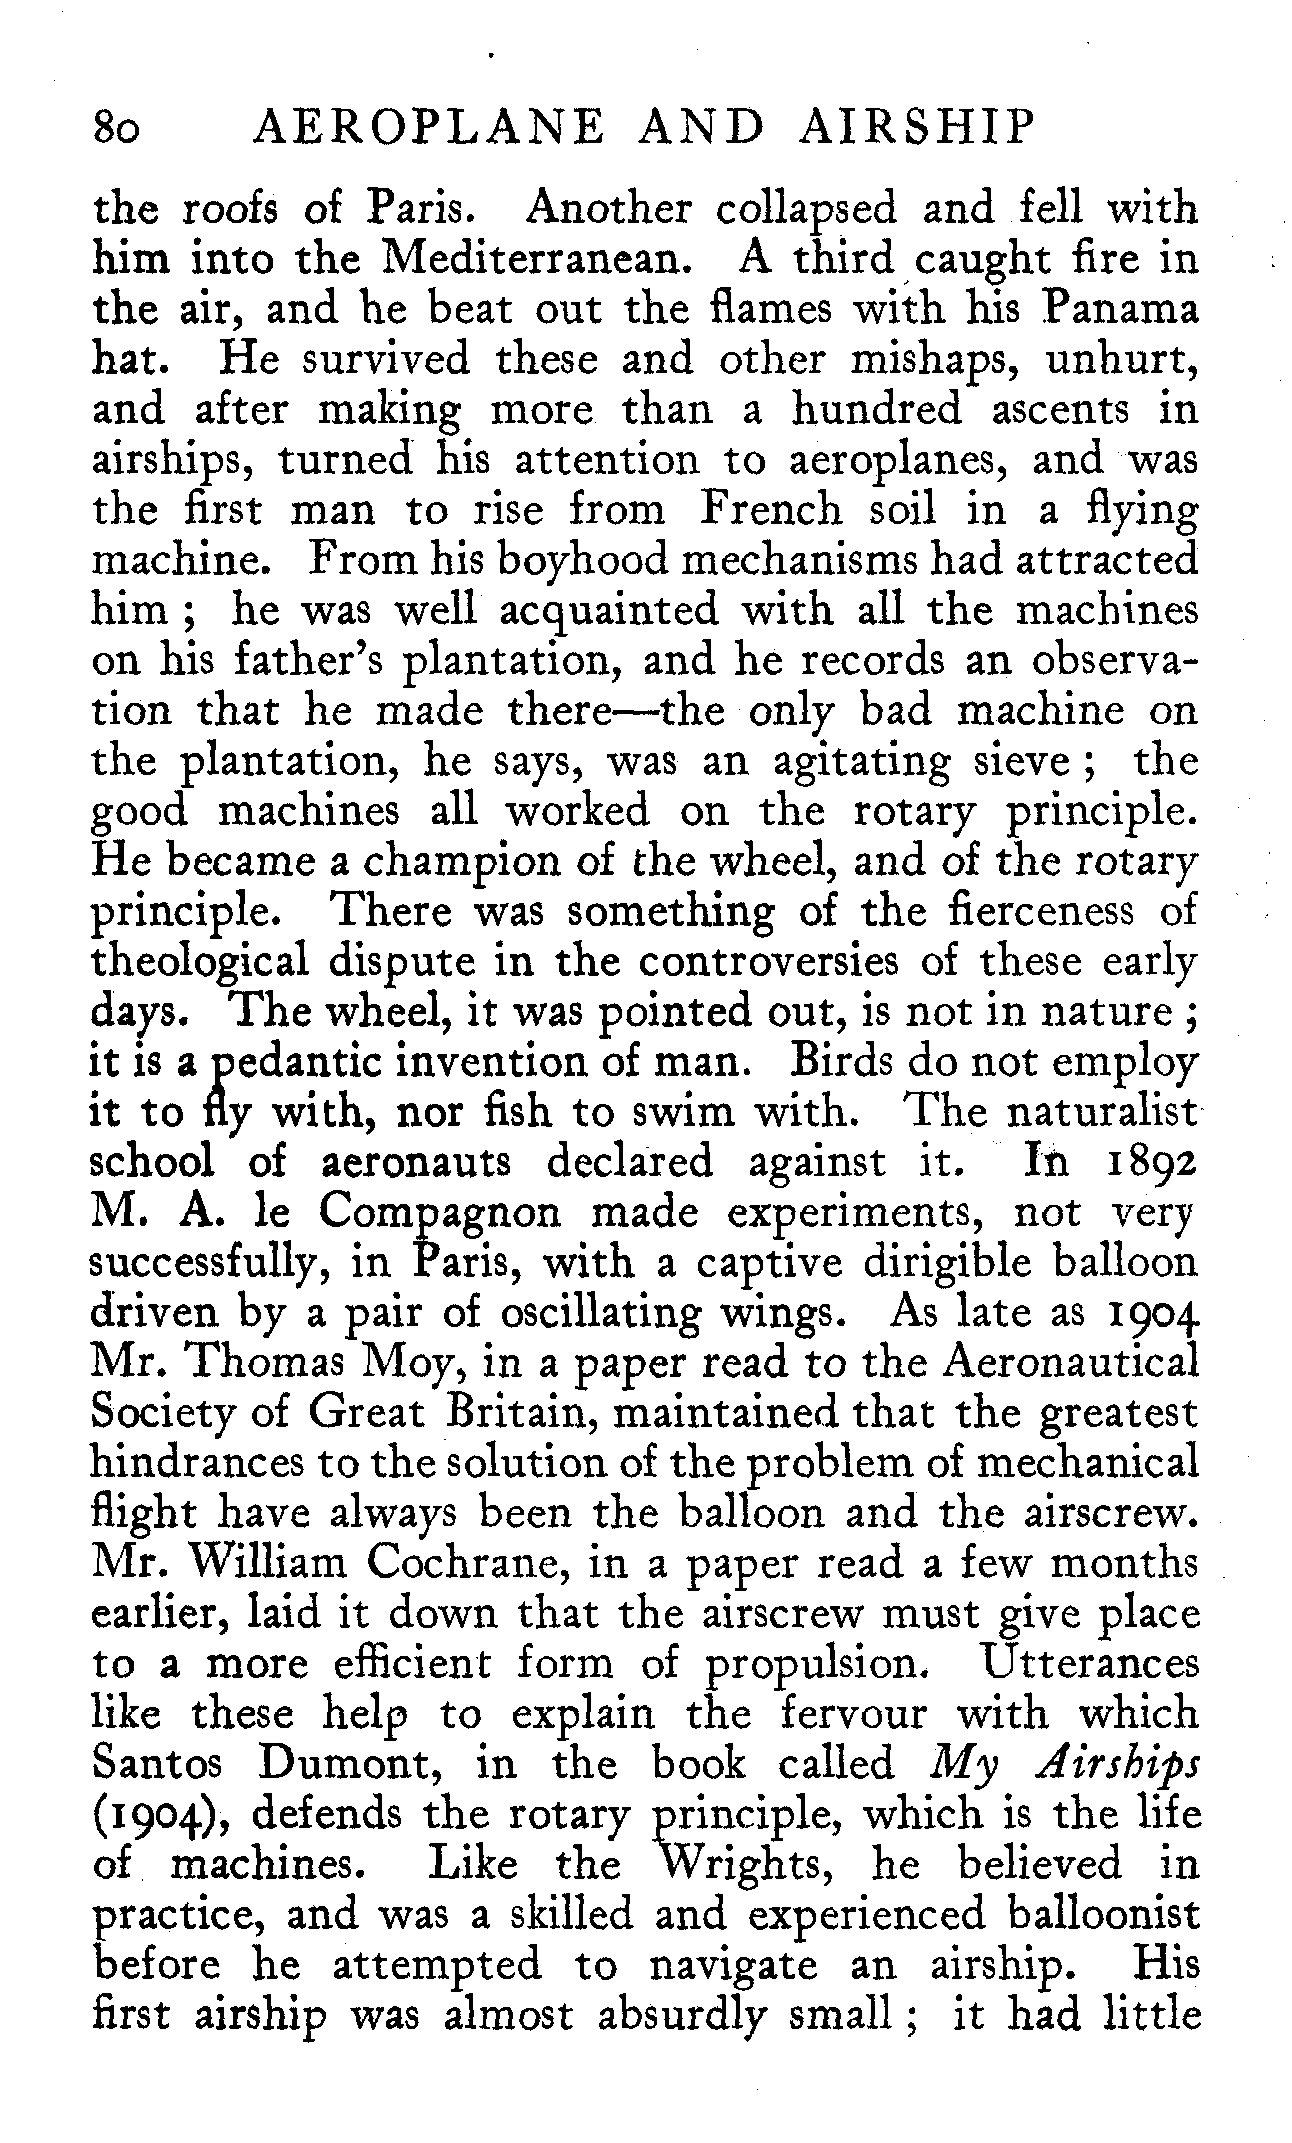 80 AEROPLANE AND AIRSHIP
the roofs of Paris. Another collapsed and fell with
him into the Mediterranean. A third caught fire in
the air, and he beat out the flames with his Panama
hat. He survived these and other mishaps, unhurt,
and after making more than a hundred ascents in
airships, turned his attention to aeroplanes, and was
the first man to rise from French soil in a flying
machine. From his boyhood mechanisms had attracted
him ; he was well acquainted with all the machines
on his father's plantation, and he records an observa-
tion that he made there—the only bad machine on
the plantation, he says, was an agitating sieve ; the
good machines all worked on the rotary principle.
He became a champion of the wheel, and of the rotary
principle. There was something of the fierceness of
theological dispute in the controversies of these early
days. The wheel, it was pointed out, is not in nature ;
it is a pedantic invention of man. Birds do not employ
it to fly with, nor fish to swim with. The naturalist
school of aeronauts declared against it. In 1892
M. A. le Compagnon made experiments, not very
successfully, in Paris, with a captive dirigible balloon
driven by a pair of oscillating wings. As late as 1904
Mr. Thomas Moy, in a paper read to the Aeronautical
Society of Great Britain, maintained that the greatest
hindrances to the solution of the problem of mechanical
flight have always been the balloon and the airscrew.
Mr. William Cochrane, in a paper read a few months
earlier, laid it down that the airscrew must give place
to a more efficient form of propulsion. Utterances
like these help to explain the fervour with which
Santos Dumont, in the book called My Airships
(1904), defends the rotary principle, which is the life
of machines. Like the Wrights, he believed in
practice, and was a skilled and experienced balloonist
before he attempted to navigate an airship. His
first airship was almost absurdly small ; it had little